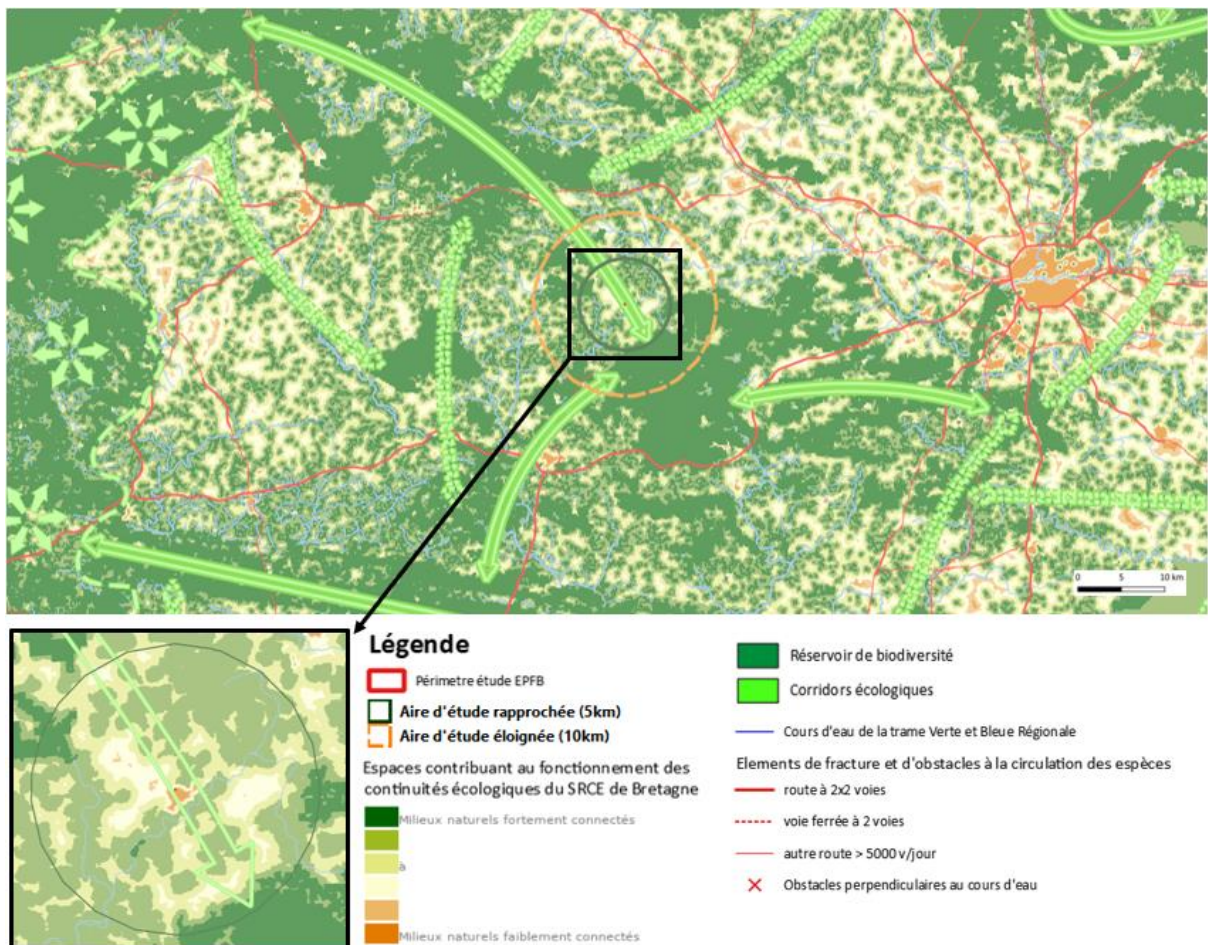 0 5 10 km
Légende
Périmetre étude EPFB
Aire d'étude rapprochée (5km)
Aire d'étude éloignée (10km)
Espaces contribuant au fonctionnement des
continuités écologiques du SRCE de Bretagne
Milieux naturels fortement connectés
à
Milieux naturels faiblement connectés
Réservoir de biodiversité
Corridors écologiques
Cours d'eau de la trame Verte et Bleue Régionale
Elements de fracture et d'obstacles à la circulation des espèces
route à 2x2 voies
voie ferrée à 2 voies
autre route > 5000 v/jour
Obstacles perpendiculaires au cours d'eau